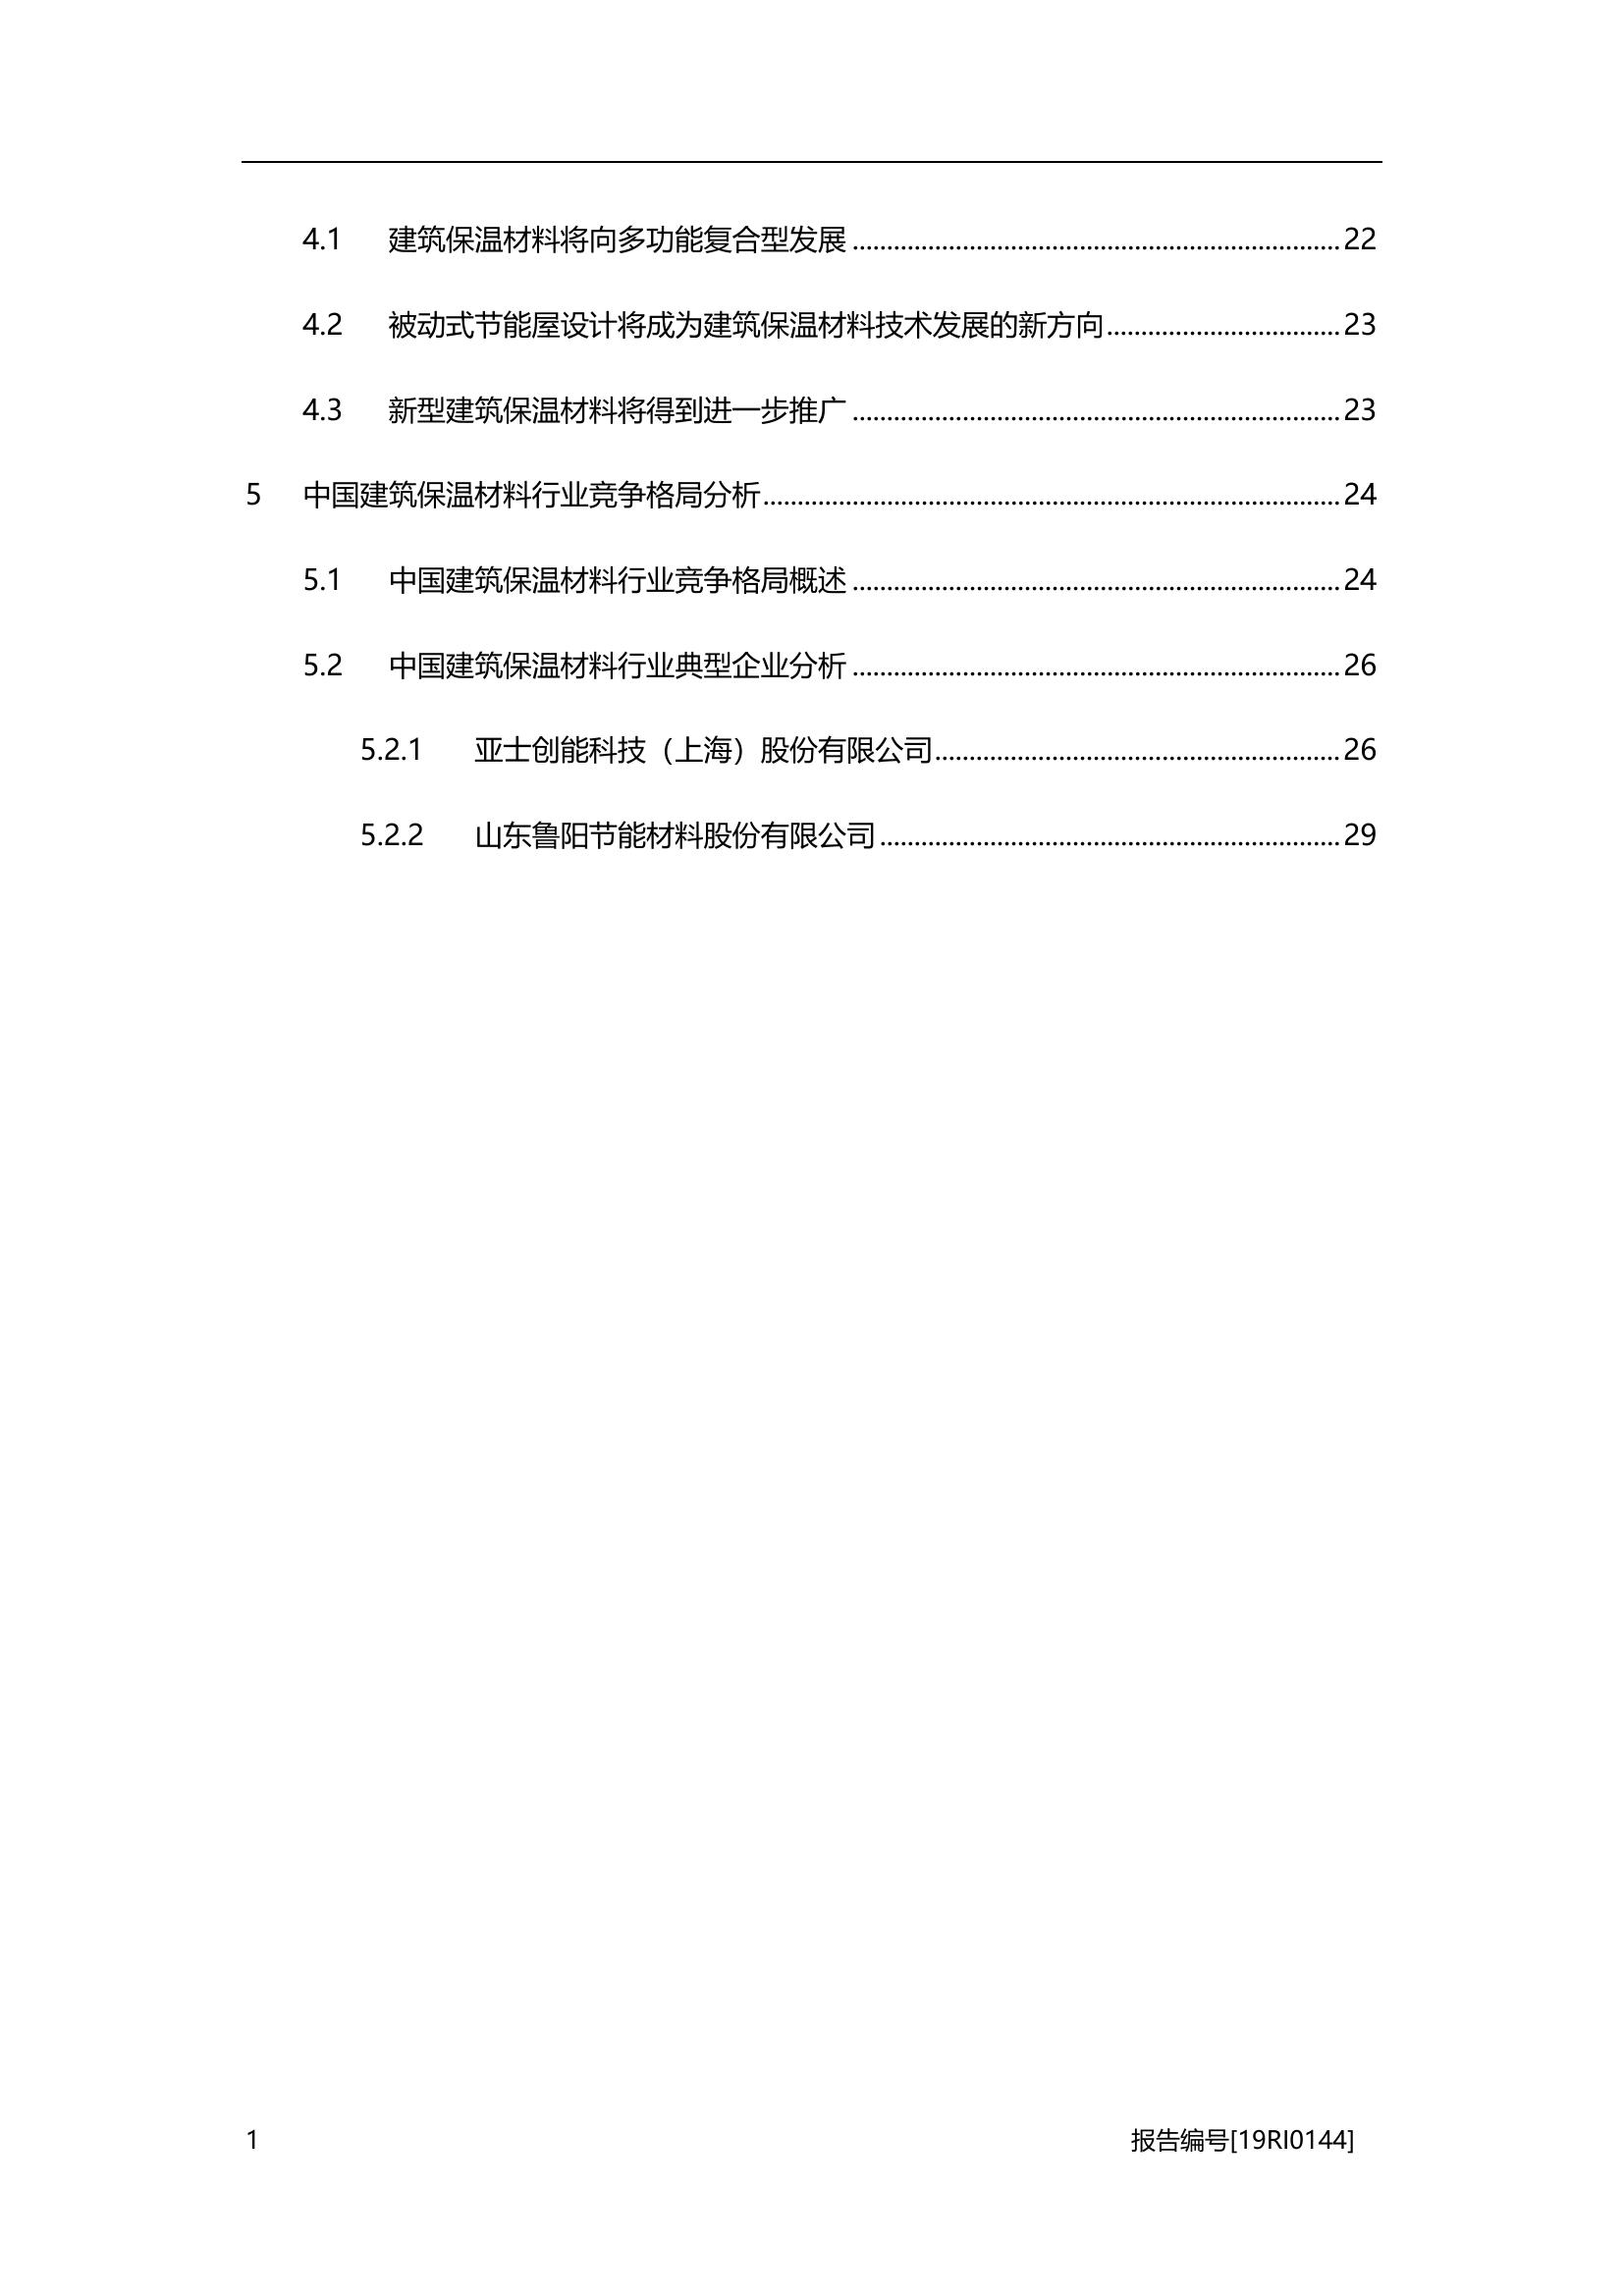 4.1 建筑保温材料将向多功能复合型发展........................................................................22
4.2 被动式节能屋设计将成为建筑保温材料技术发展的新方向..................................23
4.3 新型建筑保温材料将得到进一步推广........................................................................23
5 中国建筑保温材料行业竞争格局分析.....................................................................................24
5.1 中国建筑保温材料行业竞争格局概述........................................................................24
5.2 中国建筑保温材料行业典型企业分析........................................................................26
5.2.1 亚士创能科技（上海）股份有限公司............................................................26
5.2.2 山东鲁阳节能材料股份有限公司....................................................................29
1 报告编号[19RI0144]